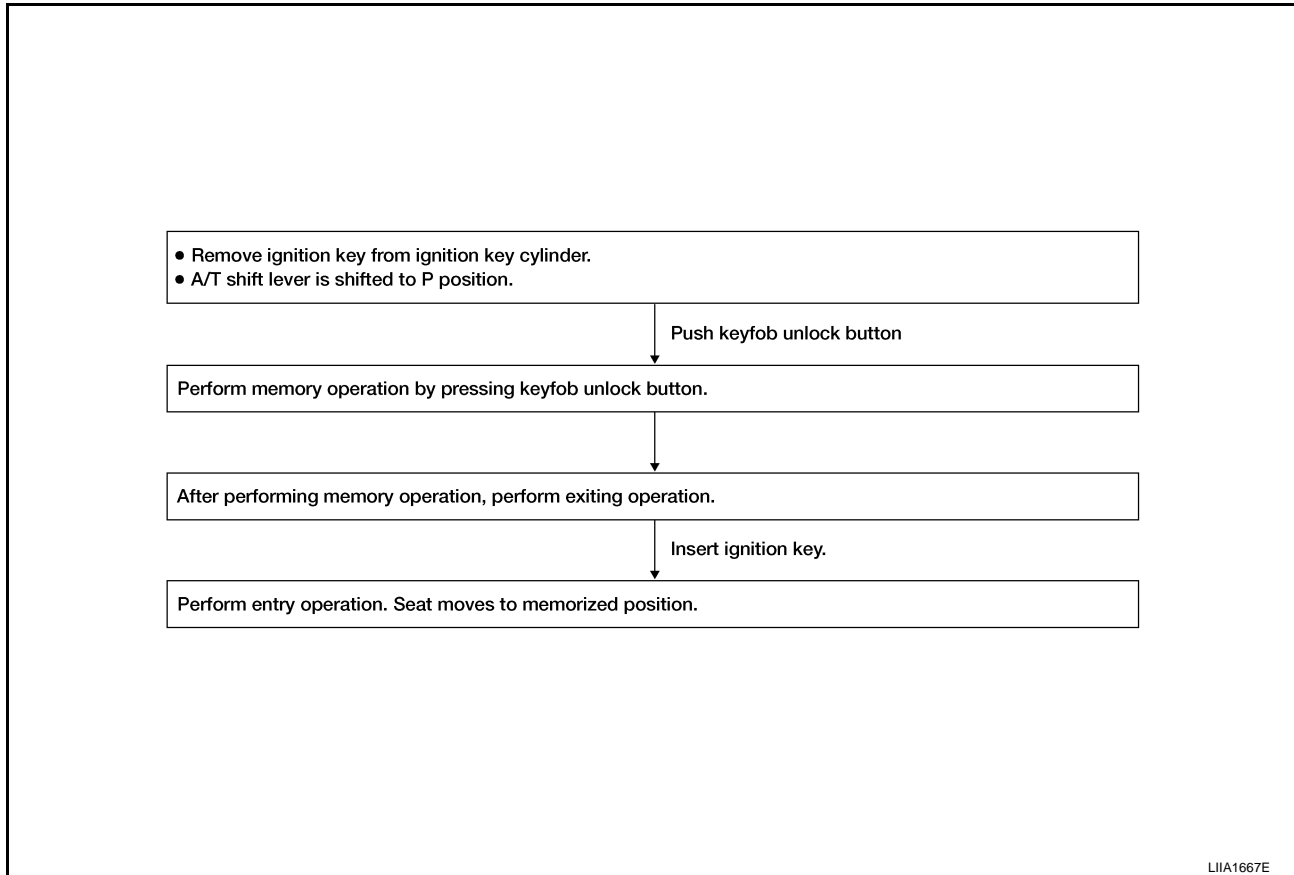 ● Remove ignition key from ignition key cylinder.
● A/T shift lever is shifted to P position.
Push keyfob unlock button
Perform memory operation by pressing keyfob unlock button.
After performing memory operation, perform exiting operation.
Insert ignition key.
Perform entry operation. Seat moves to memorized position.
LIIA1667E